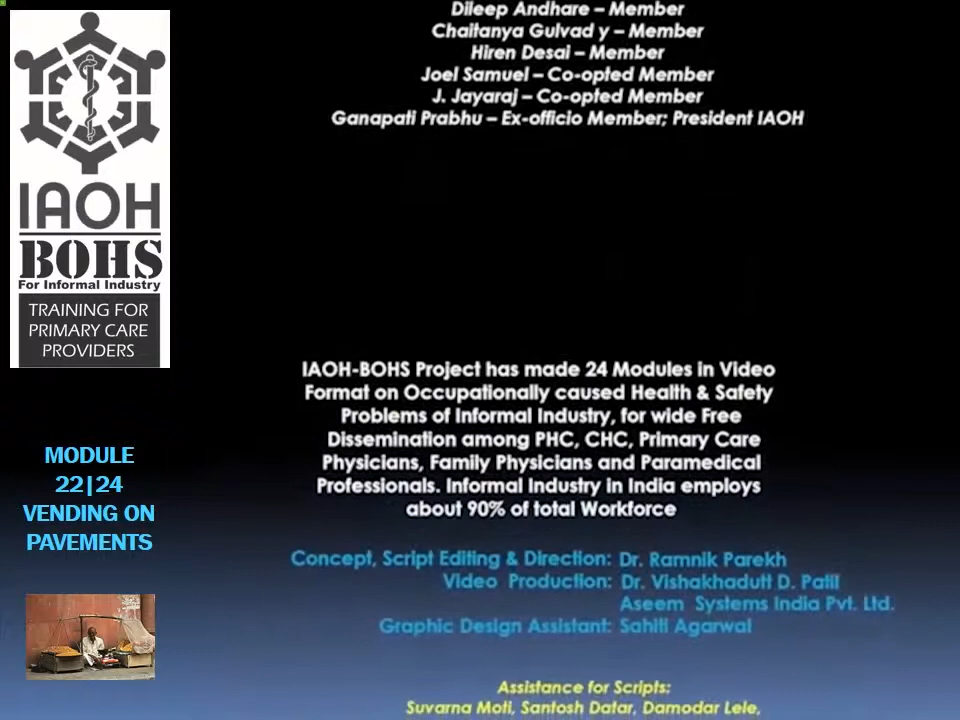 Dileep Andhare – Member
Chaitanya Gulvad y – Member
Hiren Desai – Member
Joel Samuel – Co-opted Member
J. Jayaraj – Co-opted Member
Ganapati Prabhu – Ex-officio Member; President IAOH
IAOH
BOHS
For Informal Industry
TRAINING FOR
PRIMARY CARE
PROVIDERS
IAOH-BOHS Project has made 24 Modules in Video
Format on Occupationally caused Health & Safety
Problems of Informal Industry, for wide Free
Dissemination among PHC, CHC, Primary Care
Physicians, Family Physicians and Paramedical
Professionals. Informal Industry in India employs
about 90% of total Workforce
MODULE
22|24
VENDING ON
PAVEMENTS
Concept, Script Editing & Direction: Dr. Ramnik Parekh
Video Production: Dr. Vishakhadutt D. Patil
Aseem Systems India Pvt. Ltd.
Graphic Design Assistant: Sahiti Agarwal
Assistance for Scripts:
Suvarna Moti, Santosh Datar, Damodar Lele,